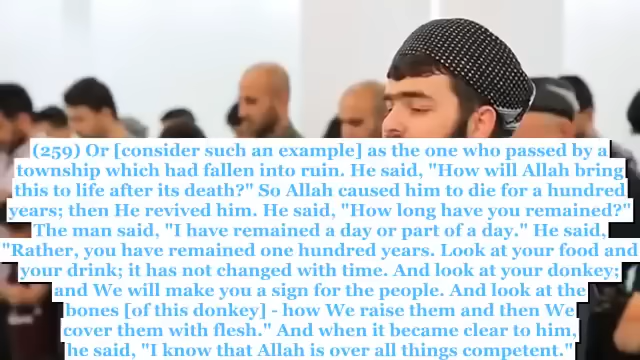 (259) Or [consider such an example] as the one who passed by a
township which had fallen into ruin. He said, "How will Allah bring
this to life after its death?" So Allah caused him to die for a hundred
years; then He revived him. He said, "How long have you remained?"
The man said, "I have remained a day or part of a day." He said,
"Rather, you have remained one hundred years. Look at your food and
your drink; it has not changed with time. And look at your donkey;
and We will make you a sign for the people. And look at the
bones [of this donkey] - how We raise them and then We
cover them with flesh." And when it became clear to him,
he said, "I know that Allah is over all things competent."